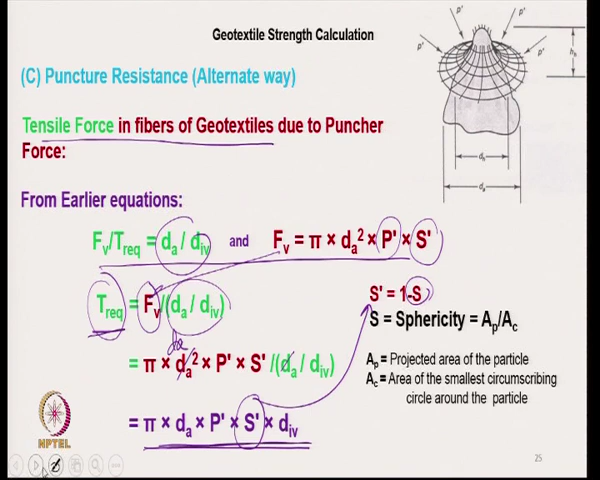 Geotextile Strength Calculation
(C) Puncture Resistance (Alternate way)
Tensile Force in fibers of Geotextiles due to Puncher
Force:
From Earlier equations:
Fv/Treq = da / div and Fv = π × da² × P' × S'
Treq = Fv/(da / div)
da
= π × da² × P' × S' /(da / div)
= π × da × P' × S' × div
S' = 1-S
S = Sphericity = Ap/Ac
Ap = Projected area of the particle
Ac = Area of the smallest circumscribing
circle around the particle
p' p'
p' p'
da
NPTEL
25